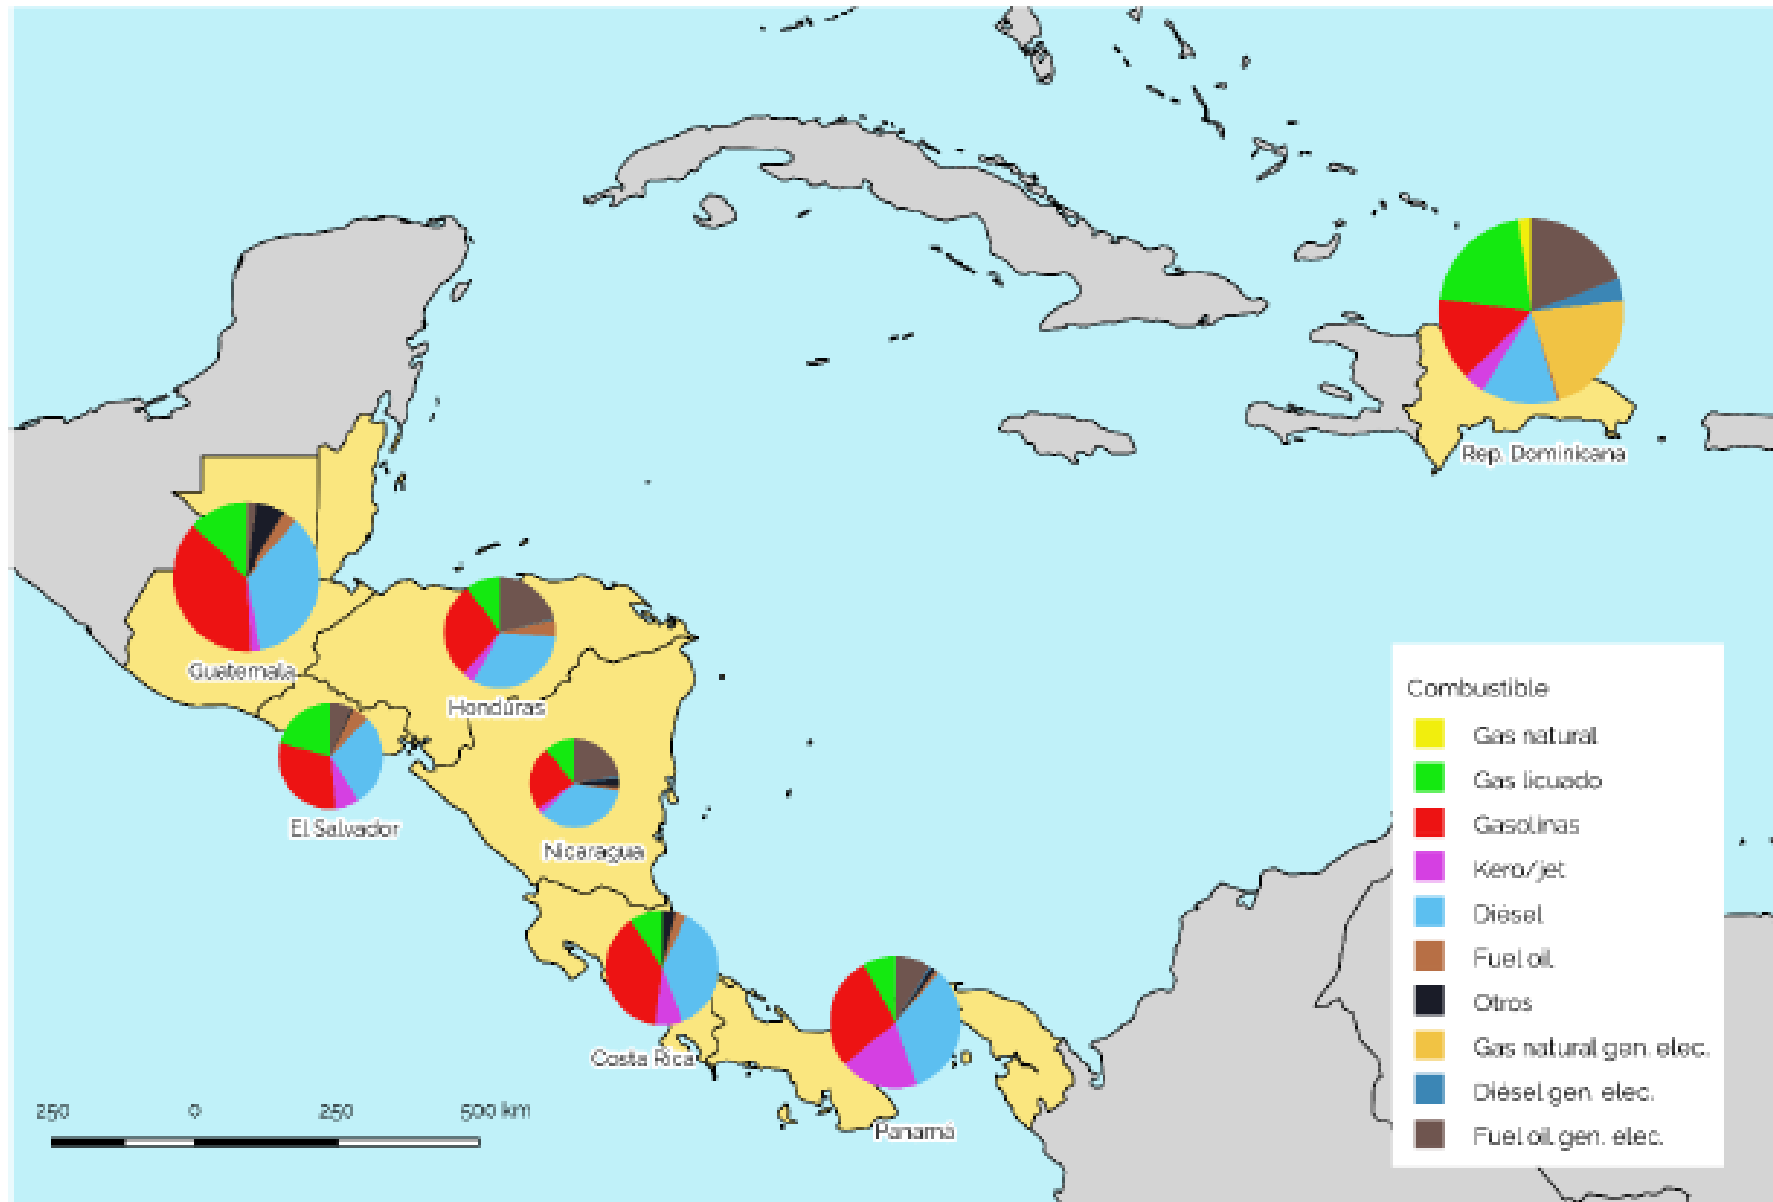 Rep. Dominicana
Guatemala
Honduras
El Salvador
Nicaragua
Costa Rica
Panamá
250 0 250 500 km
Combustible
Gas natural
Gas licuado
Gasolinas
Kero/jet
Diésel
Fuel oil
Otros
Gas natural gen. elec.
Diésel gen. elec.
Fuel oil gen. elec.